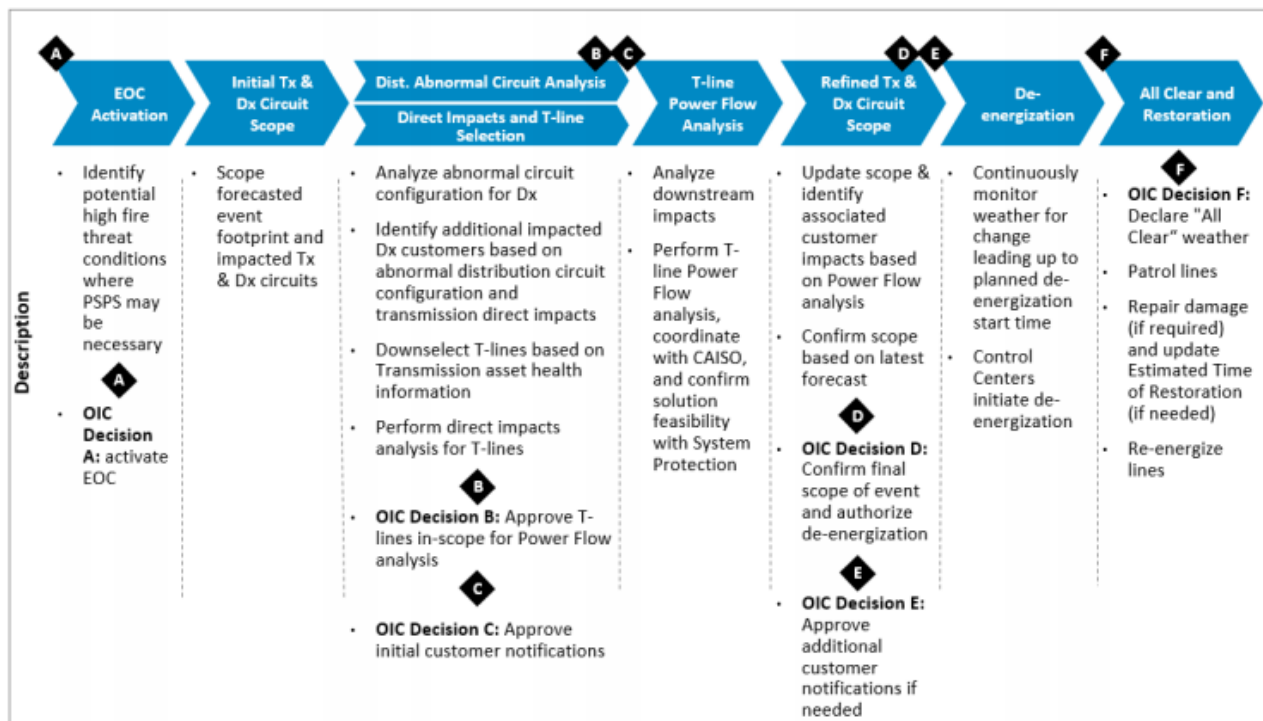 A
B
C
D
E
F
EOC
Activation
Initial Tx &
Dx Circuit
Scope
Dist. Abnormal Circuit Analysis
Direct Impacts and T-line
Selection
T-line
Power Flow
Analysis
Refined Tx &
Dx Circuit
Scope
De-
energization
All Clear and
Restoration
Description
• Identify
potential
high fire
threat
conditions
where
PSPS may
be
necessary
A
• OIC
Decision
A: activate
EOC
• Scope
forecasted
event
footprint and
impacted Tx
& Dx circuits
• Analyze abnormal circuit
configuration for Dx
• Identify additional impacted
Dx customers based on
abnormal distribution circuit
configuration and
transmission direct impacts
• Downselect T-lines based on
Transmission asset health
information
• Perform direct impacts
analysis for T-lines
B
• OIC Decision B: Approve T-
lines in-scope for Power Flow
analysis
C
• OIC Decision C: Approve
initial customer notifications
• Analyze
downstream
impacts
• Perform T-
line Power
Flow
analysis,
coordinate
with CAISO,
and confirm
solution
feasibility
with System
Protection
• Update scope &
identify
associated
customer
impacts based
on Power Flow
analysis
• Confirm scope
based on latest
forecast
D
• OIC Decision D:
Confirm final
scope of event
and authorize
de-energization
E
• OIC Decision E:
Approve
additional
customer
notifications if
needed
• Continuously
monitor
weather for
change
leading up to
planned de-
energization
start time
• Control
Centers
initiate de-
energization
F
• OIC Decision F:
Declare "All
Clear“ weather
• Patrol lines
• Repair damage
(if required)
and update
Estimated Time
of Restoration
(if needed)
• Re-energize
lines